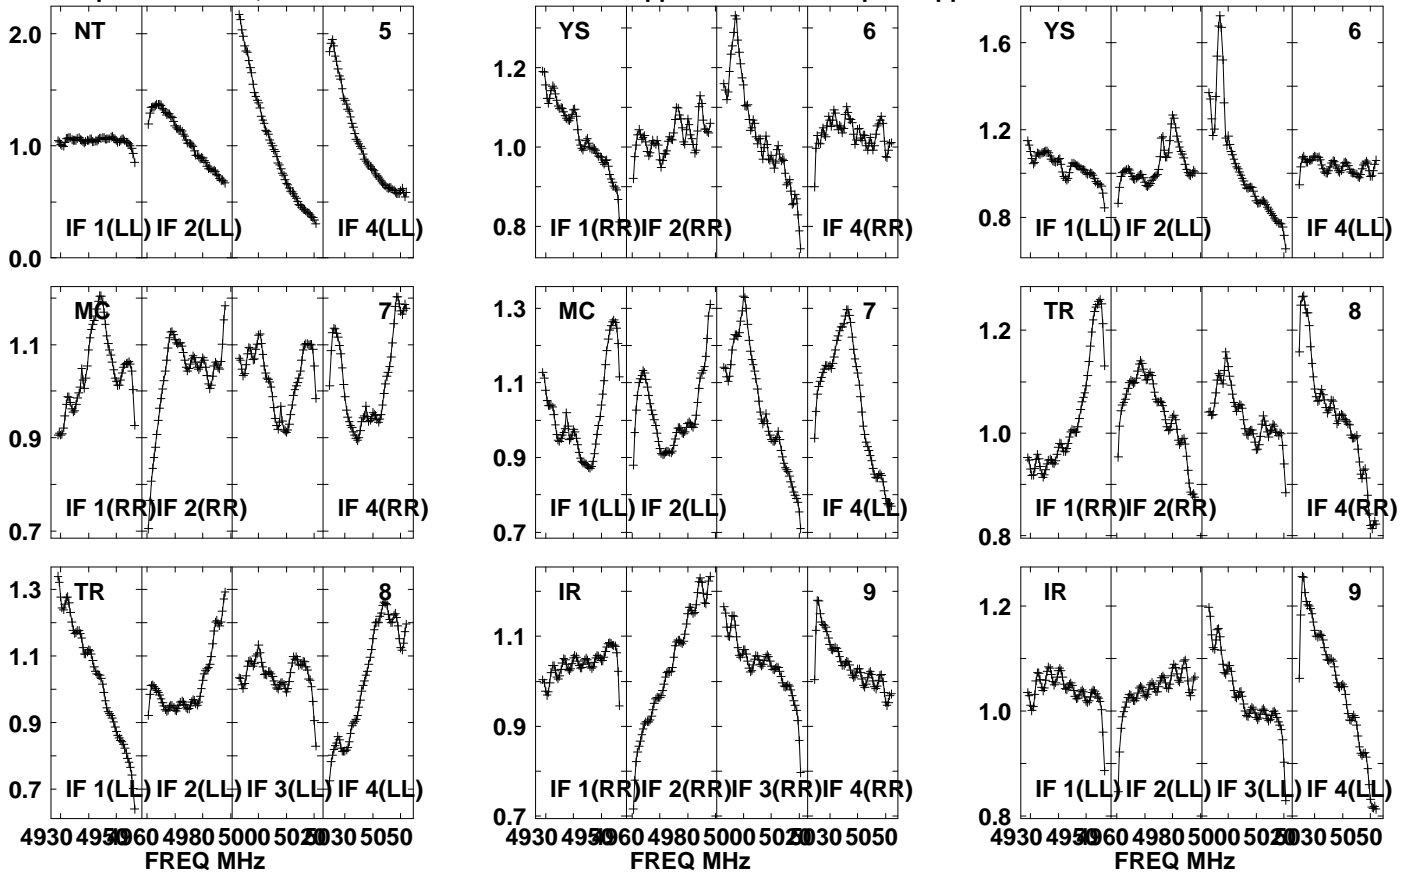 NT 5
2.0
1.0
0.0
IF 1(LL) IF 2(LL) IF 4(LL)
YS 6
1.2
1.0
0.8
IF 1(RR) IF 2(RR) IF 4(RR)
YS 6
1.6
1.2
0.8
IF 1(LL) IF 2(LL) IF 4(LL)
MC 7
1.1
0.9
0.7
IF 1(RR) IF 2(RR) IF 4(RR)
MC 7
1.3
1.1
0.9
0.7
IF 1(LL) IF 2(LL) IF 4(LL)
TR 8
1.2
1.0
0.8
IF 1(RR) IF 2(RR) IF 4(RR)
TR 8
1.3
1.1
0.9
0.7
IF 1(LL) IF 2(LL) IF 3(LL) IF 4(LL)
4930 4950 4960 4980 5000 5020 5030 5050
FREQ MHz
IR 9
1.3
1.1
0.9
0.7
IF 1(RR) IF 2(RR) IF 3(RR) IF 4(RR)
4930 4950 4960 4980 5000 5020 5030 5050
FREQ MHz
IR 9
1.2
1.0
0.8
IF 1(LL) IF 2(LL) IF 3(LL) IF 4(LL)
4930 4950 4960 4980 5000 5020 5030 5050
FREQ MHz